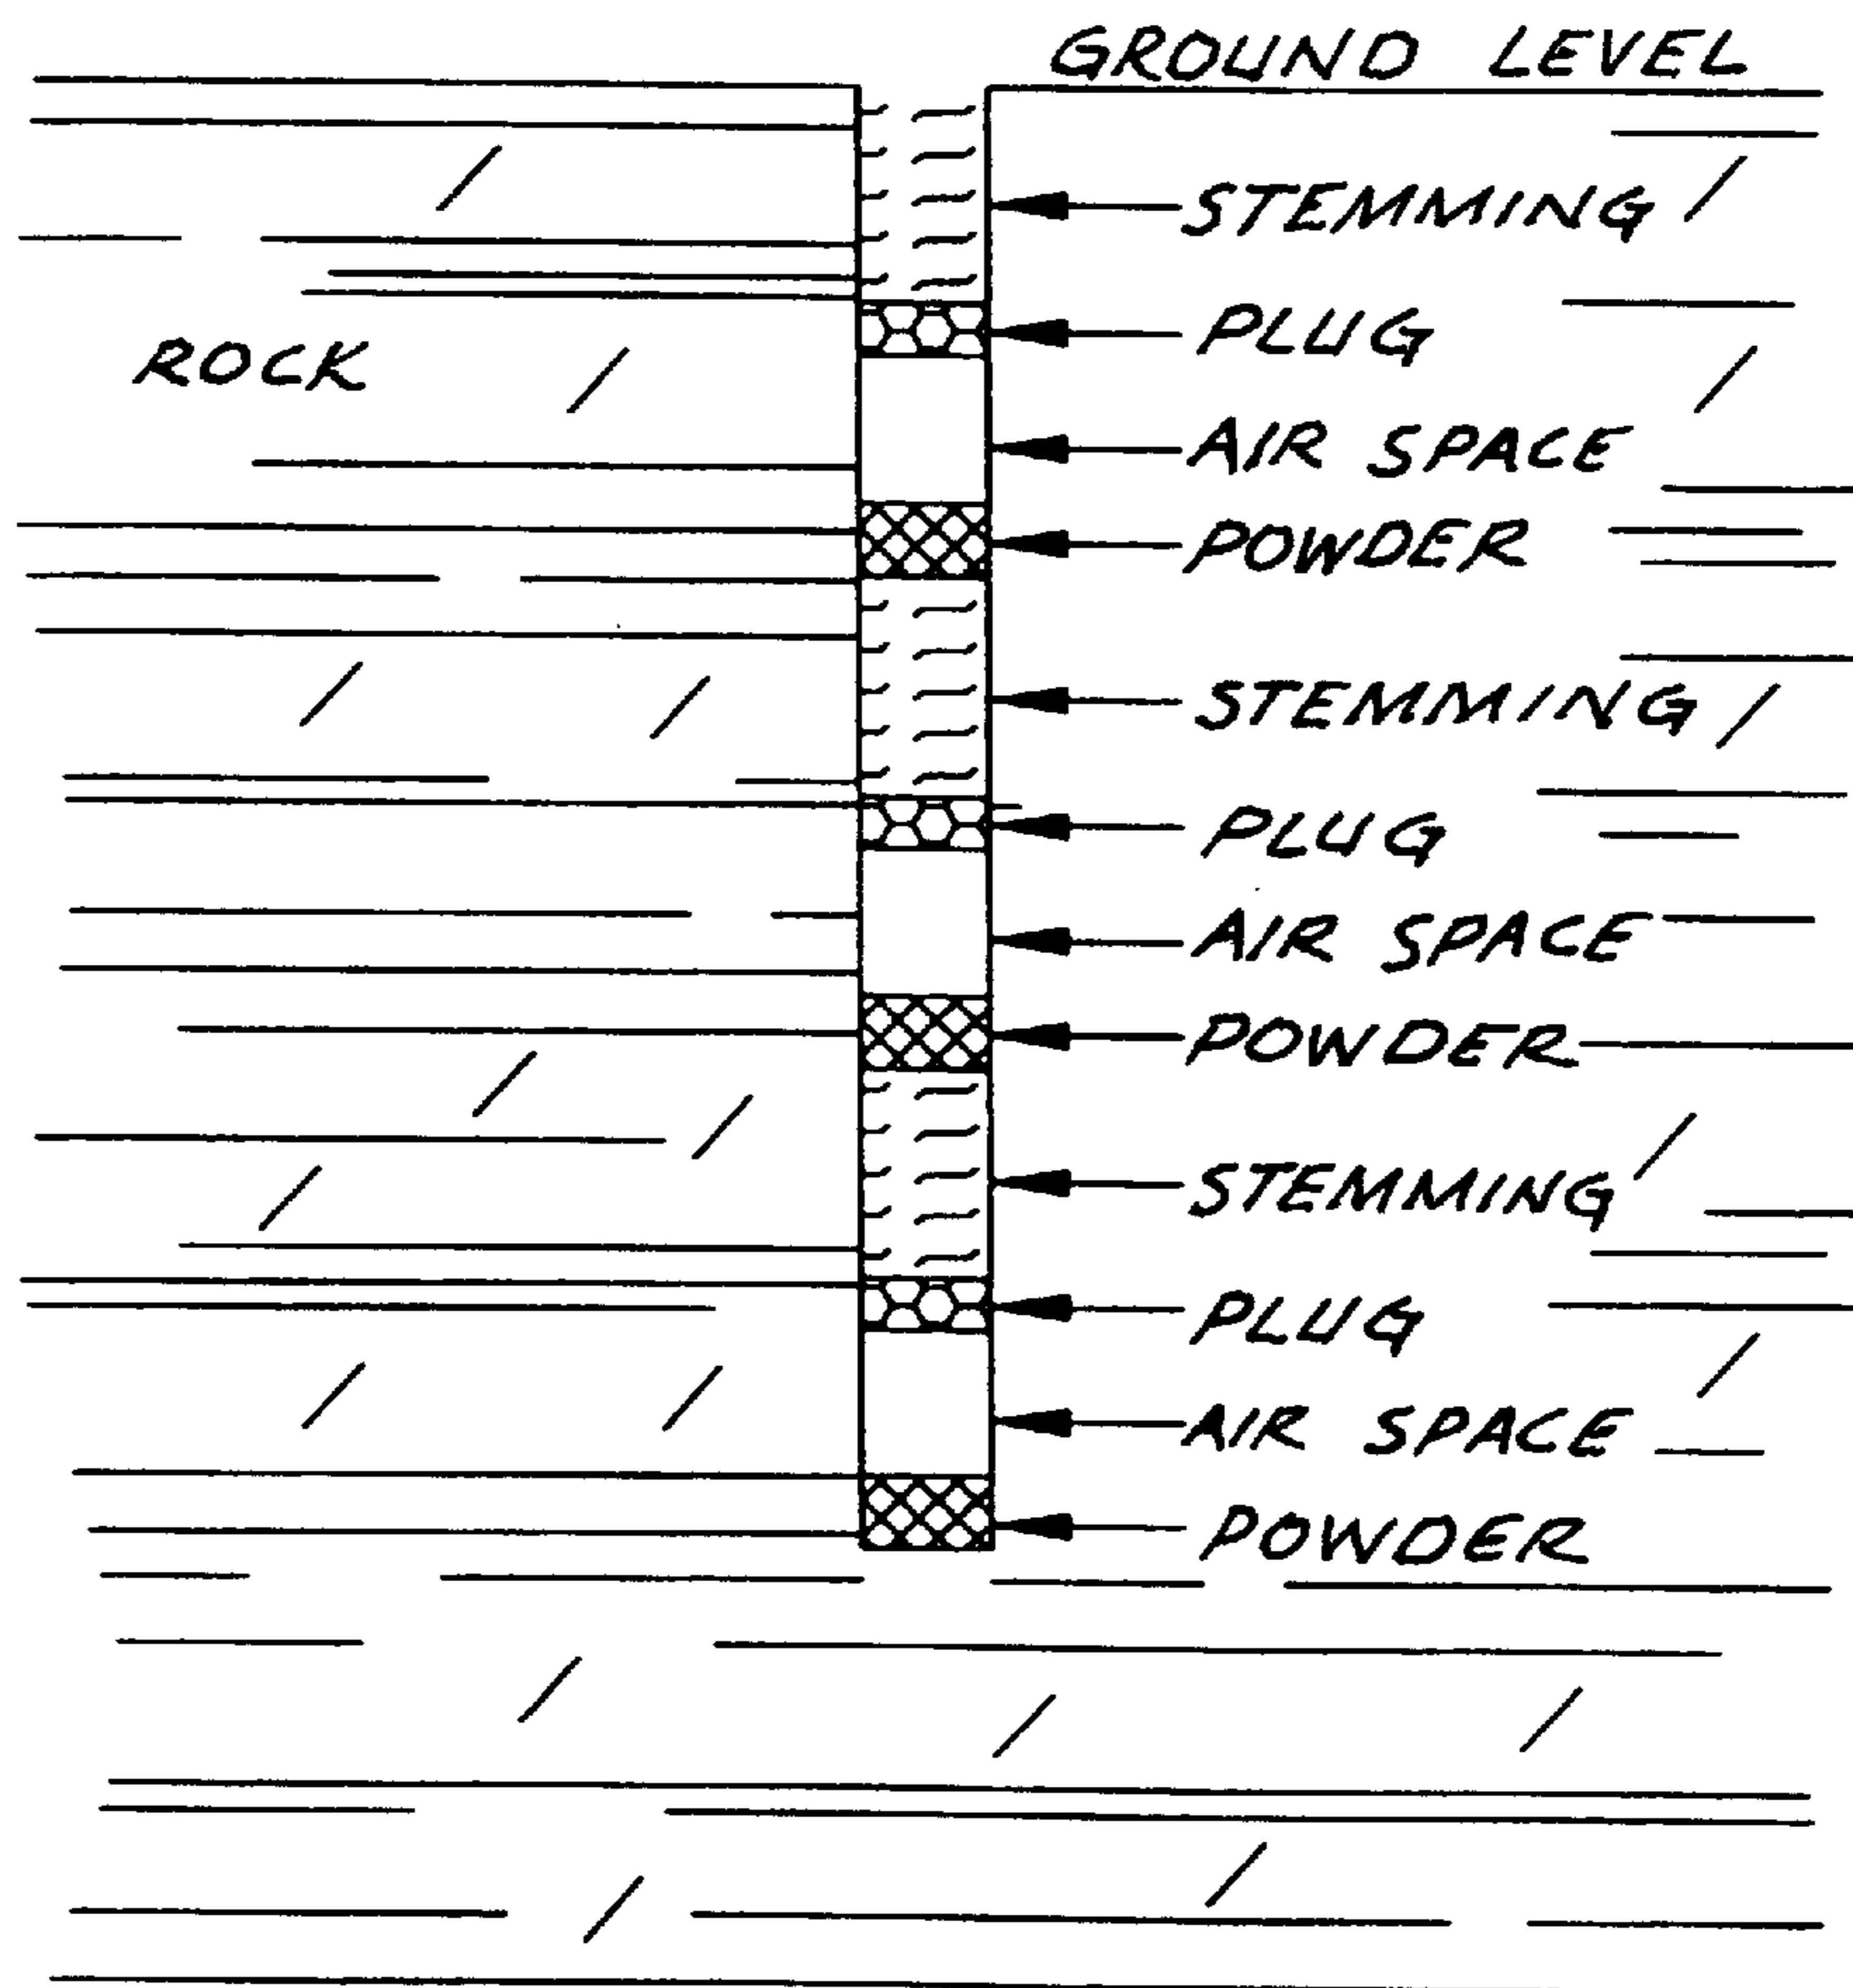 GROUND LEVEL
STEMMING
PLUG
ROCK
AIR SPACE
POWDER
STEMMING
PLUG
AIR SPACE
POWDER
STEMMING
PLUG
AIR SPACE
POWDER